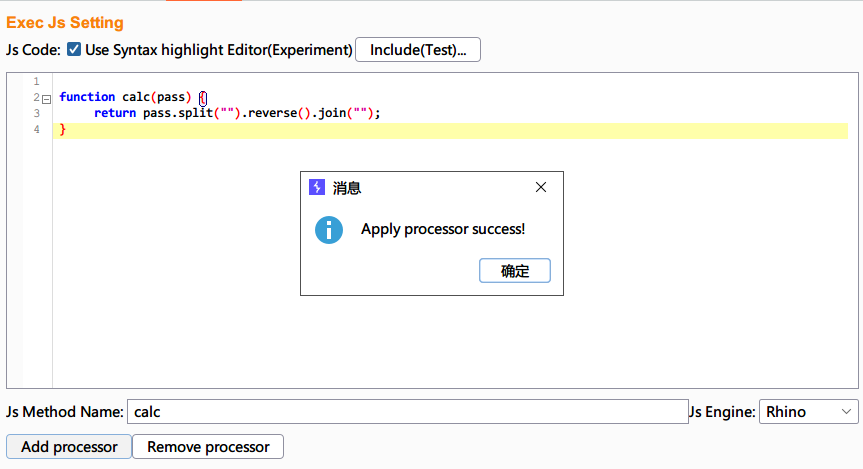 Exec Js Setting
Js Code: Use Syntax highlight Editor(Experiment) Include(Test)...
1
2 function calc(pass) {
3 return pass.split("").reverse().join("");
4 }
消息
Apply processor success!
确定
Js Method Name: calc Js Engine: Rhino
Add processor Remove processor